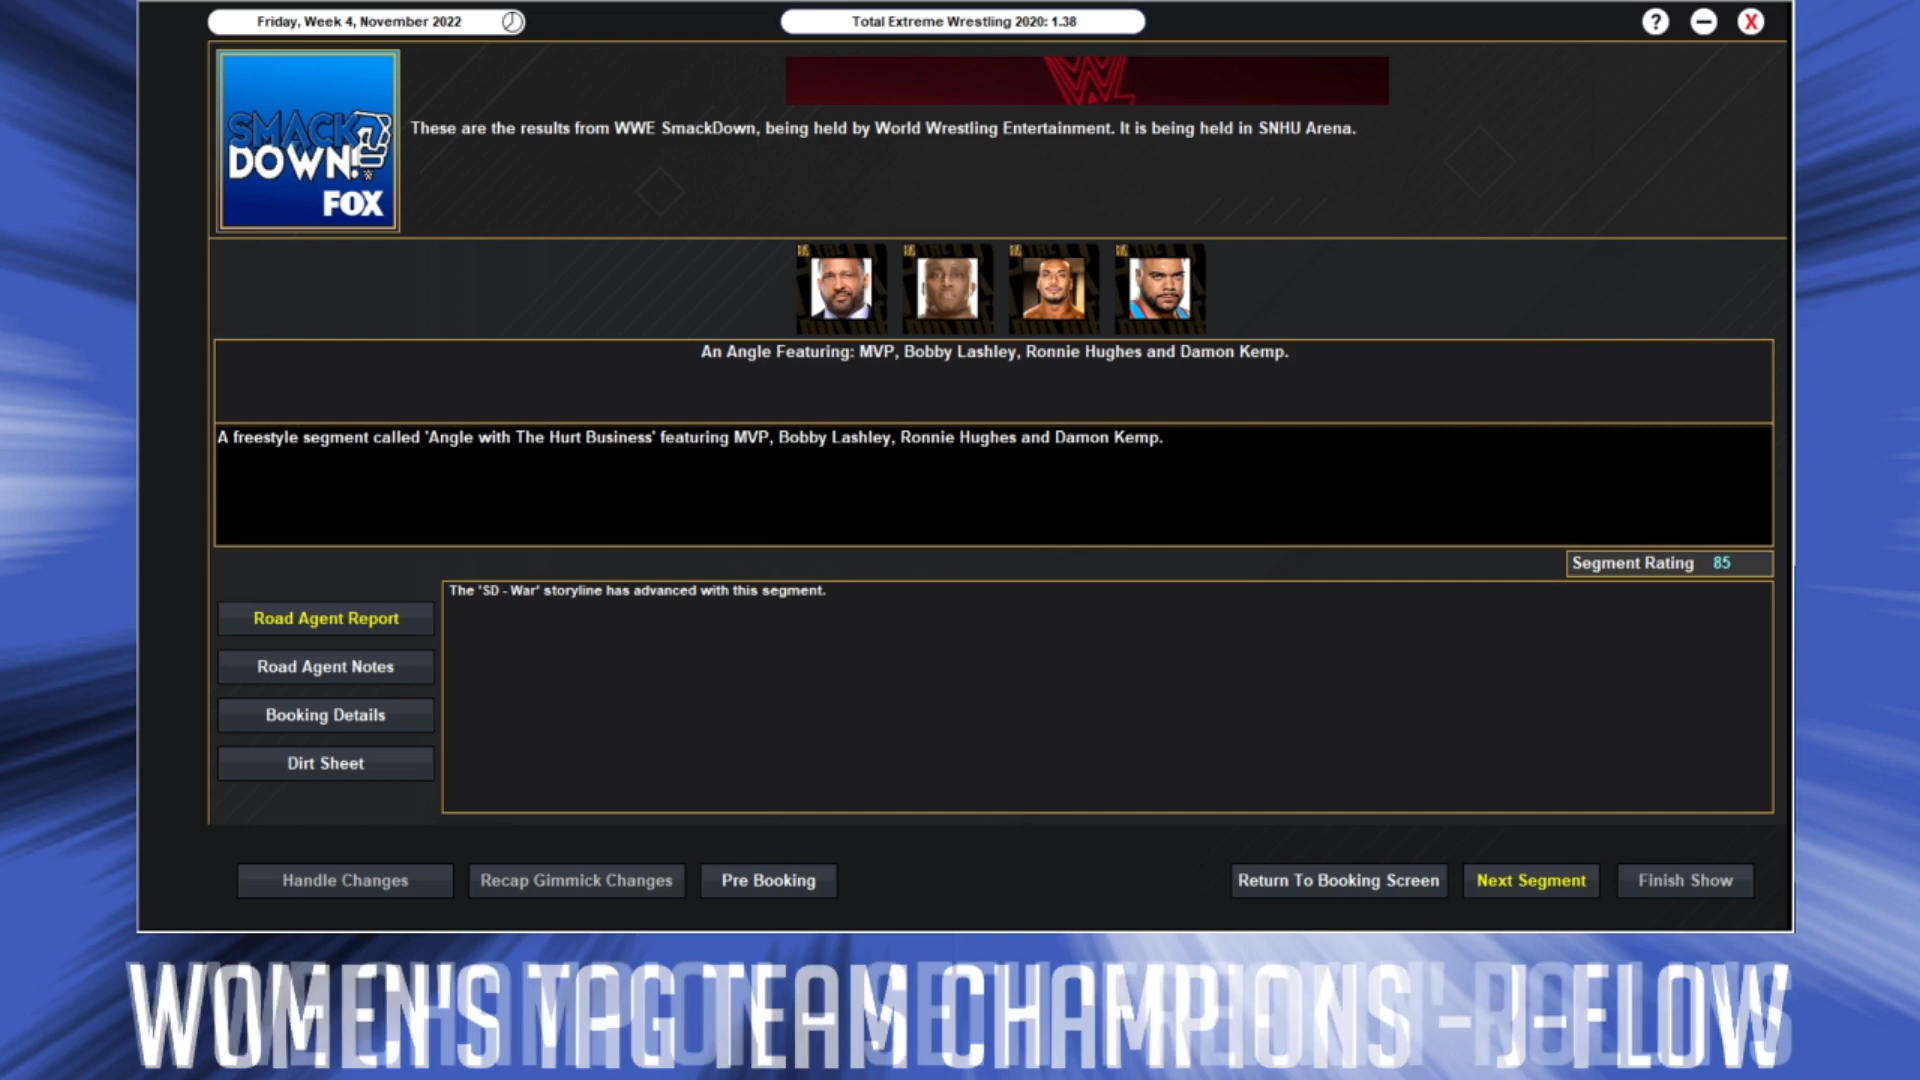 Friday, Week 4, November 2022
Total Extreme Wrestling 2020: 1.38
?
X
SMACK
DOWN!
FOX
These are the results from WWE SmackDown, being held by World Wrestling Entertainment. It is being held in SNHU Arena.
An Angle Featuring: MVP, Bobby Lashley, Ronnie Hughes and Damon Kemp.
A freestyle segment called 'Angle with The Hurt Business' featuring MVP, Bobby Lashley, Ronnie Hughes and Damon Kemp.
Segment Rating 85
The 'SD - War' storyline has advanced with this segment.
Road Agent Report
Road Agent Notes
Booking Details
Dirt Sheet
Handle Changes
Recap Gimmick Changes
Pre Booking
Return To Booking Screen
Next Segment
Finish Show
WOMEN'S TAG TEAM CHAMPIONS - J-FLOW